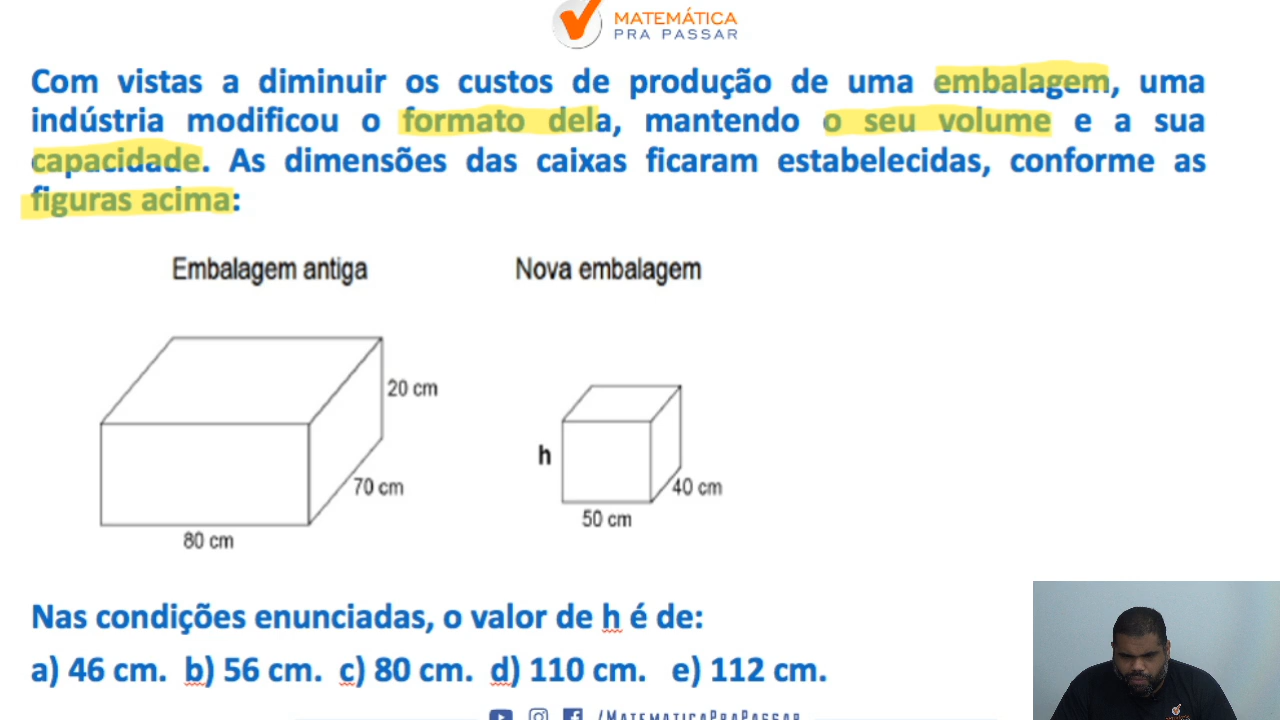 MATEMÁTICA
PRA PASSAR
Com vistas a diminuir os custos de produção de uma embalagem, uma
indústria modificou o formato dela, mantendo o seu volume e a sua
capacidade. As dimensões das caixas ficaram estabelecidas, conforme as
figuras acima:
Embalagem antiga
Nova embalagem
20 cm
70 cm
80 cm
h
40 cm
50 cm
Nas condições enunciadas, o valor de h é de:
a) 46 cm. b) 56 cm. c) 80 cm. d) 110 cm. e) 112 cm.
/MATEMATICAPRAPASSAR